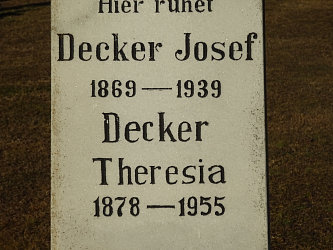 Hier ruhet
Decker Josef
1869—1939
Decker
Theresia
1878—1955